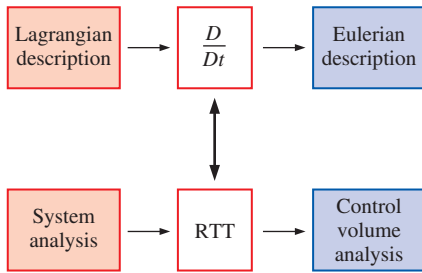 Lagrangian
description
D
Dt
Eulerian
description
System
analysis
RTT
Control
volume
analysis